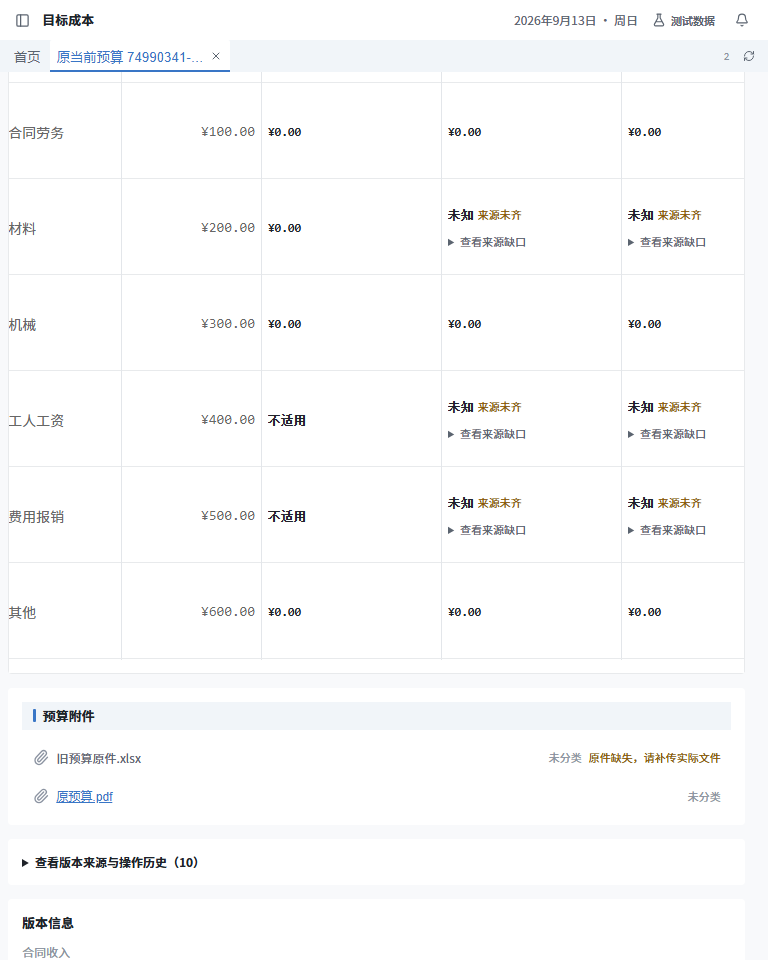 目标成本
2026年9月13日 • 周日 测试数据
首页 原当前预算 74990341-... × 2
合同劳务 ¥100.00 ¥0.00 ¥0.00 ¥0.00
材料 ¥200.00 ¥0.00 未知 来源未齐 未知 来源未齐
▶ 查看来源缺口 ▶ 查看来源缺口
机械 ¥300.00 ¥0.00 ¥0.00 ¥0.00
工人工资 ¥400.00 不适用 未知 来源未齐 未知 来源未齐
▶ 查看来源缺口 ▶ 查看来源缺口
费用报销 ¥500.00 不适用 未知 来源未齐 未知 来源未齐
▶ 查看来源缺口 ▶ 查看来源缺口
其他 ¥600.00 ¥0.00 ¥0.00 ¥0.00
预算附件
旧预算原件.xlsx 未分类 原件缺失，请补传实际文件
原预算.pdf 未分类
▶ 查看版本来源与操作历史（10）
版本信息
合同收入